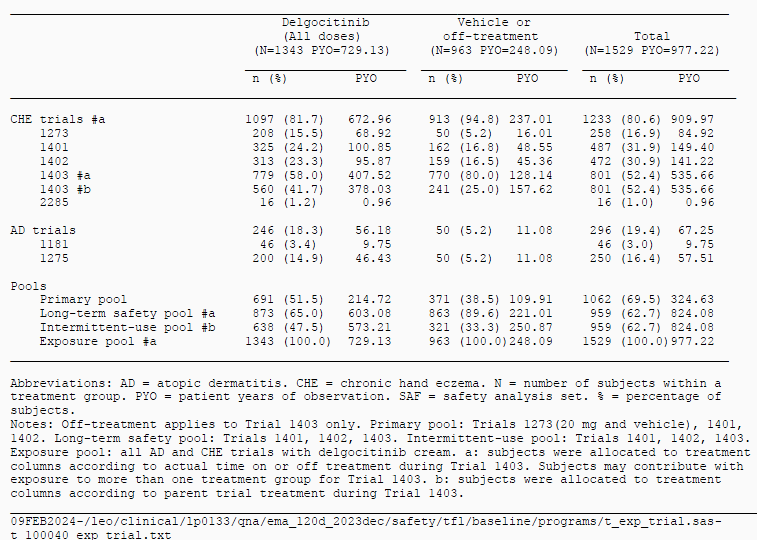 Delgocitinib Vehicle or
(All doses) off-treatment Total
(N=1343 PYO=729.13) (N=963 PYO=248.09) (N=1529 PYO=977.22)
n (%) PYO n (%) PYO n (%) PYO
CHE trials #a 1097 (81.7) 672.96 913 (94.8) 237.01 1233 (80.6) 909.97
1273 208 (15.5) 68.92 50 (5.2) 16.01 258 (16.9) 84.92
1401 325 (24.2) 100.85 162 (16.8) 48.55 487 (31.9) 149.40
1402 313 (23.3) 95.87 159 (16.5) 45.36 472 (30.9) 141.22
1403 #a 779 (58.0) 407.52 770 (80.0) 128.14 801 (52.4) 535.66
1403 #b 560 (41.7) 378.03 241 (25.0) 157.62 801 (52.4) 535.66
2285 16 (1.2) 0.96 16 (1.0) 0.96
AD trials 246 (18.3) 56.18 50 (5.2) 11.08 296 (19.4) 67.25
1181 46 (3.4) 9.75 46 (3.0) 9.75
1275 200 (14.9) 46.43 50 (5.2) 11.08 250 (16.4) 57.51
Pools
Primary pool 691 (51.5) 214.72 371 (38.5) 109.91 1062 (69.5) 324.63
Long-term safety pool #a 873 (65.0) 603.08 863 (89.6) 221.01 959 (62.7) 824.08
Intermittent-use pool #b 638 (47.5) 573.21 321 (33.3) 250.87 959 (62.7) 824.08
Exposure pool #a 1343 (100.0) 729.13 963 (100.0) 248.09 1529 (100.0) 977.22
Abbreviations: AD = atopic dermatitis. CHE = chronic hand eczema. N = number of subjects within a
treatment group. PYO = patient years of observation. SAF = safety analysis set. % = percentage of
subjects.
Notes: Off-treatment applies to Trial 1403 only. Primary pool: Trials 1273(20 mg and vehicle), 1401,
1402. Long-term safety pool: Trials 1401, 1402, 1403. Intermittent-use pool: Trials 1401, 1402, 1403.
Exposure pool: all AD and CHE trials with delgocitinib cream. a: subjects were allocated to treatment
columns according to actual time on or off treatment during Trial 1403. Subjects may contribute with
exposure to more than one treatment group for Trial 1403. b: subjects were allocated to treatment
columns according to parent trial treatment during Trial 1403.
09FEB2024-/leo/clinical/lp0133/qna/ema_120d_2023dec/safety/tfl/baseline/programs/t_exp_trial.sas-
t_100040_exp_trial.txt